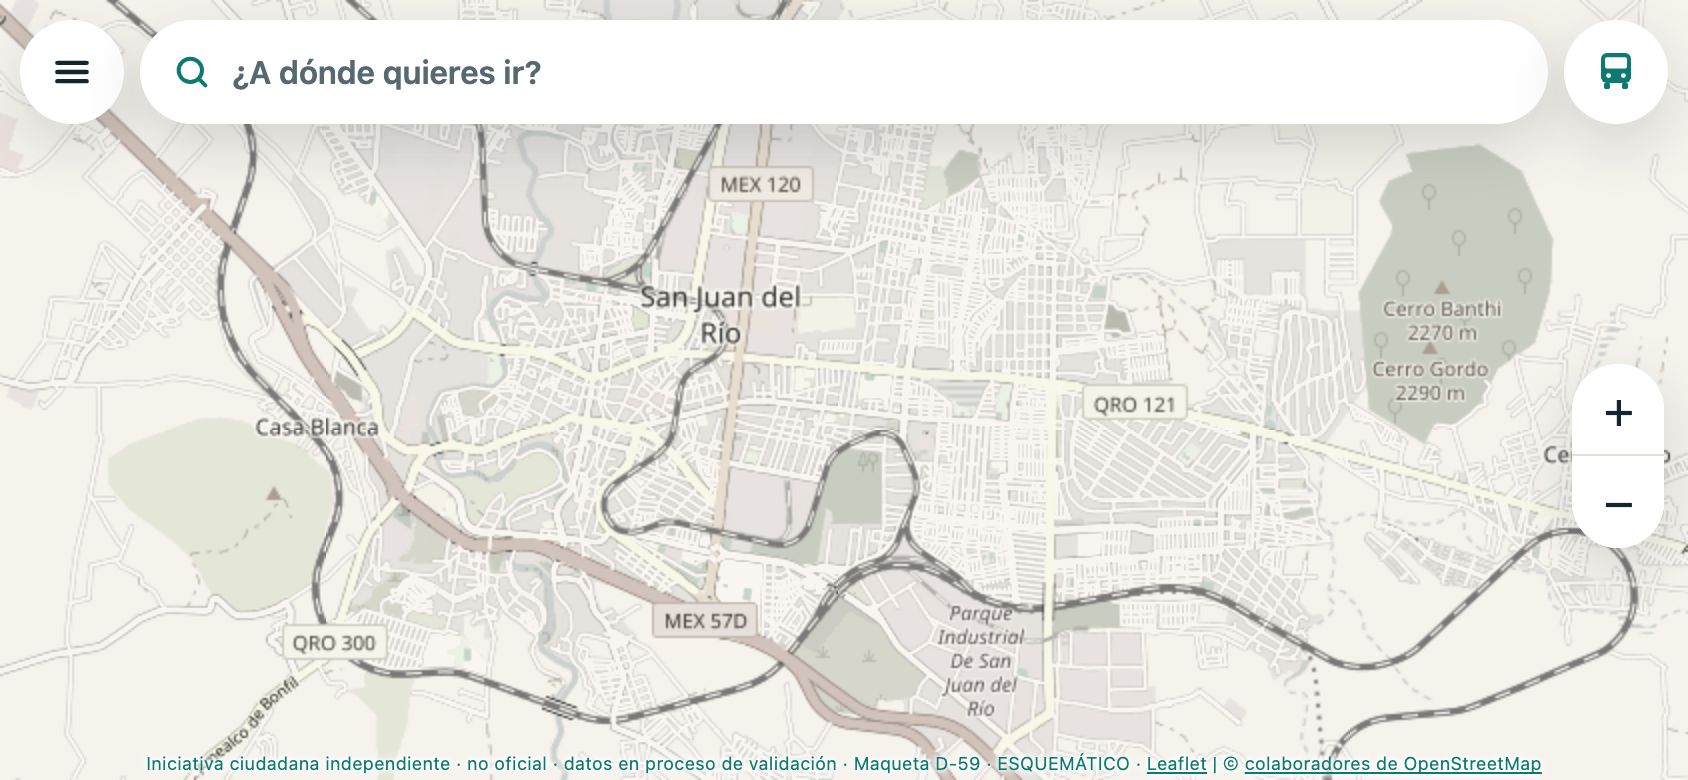 ¿A dónde quieres ir?
MEX 120
San Juan del
Río
Cerro Banthi
2270 m
Cerro Gordo
2290 m
QRO 121
Casa Blanca
+
−
MEX 57D
Parque
Industrial
De San
Juan del
Río
QRO 300
de Bonfil
Iniciativa ciudadana independiente · no oficial · datos en proceso de validación · Maqueta D-59 · ESQUEMÁTICO · Leaflet | © colaboradores de OpenStreetMap